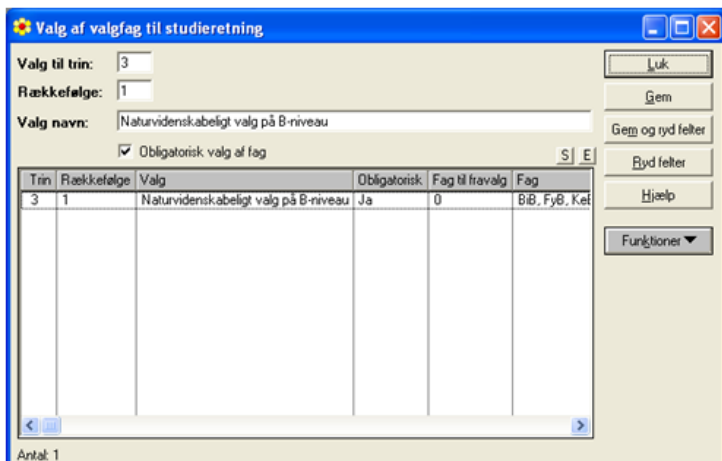 Valg af valgfag til studieretning
Valg til trin: 3
Rækkefølge: 1
Valg navn: Naturvidenskabeligt valg på B-niveau
Obligatorisk valg af fag
S E
Trin Rækkefølge Valg Obligatorisk Fag til fravalg Fag
3 1 Naturvidenskabeligt valg på B-niveau Ja 0 BiB, FyB, KeB
Antal: 1
Luk
Gem
Gem og ryd felter
Ryd felter
Hjælp
Funktioner